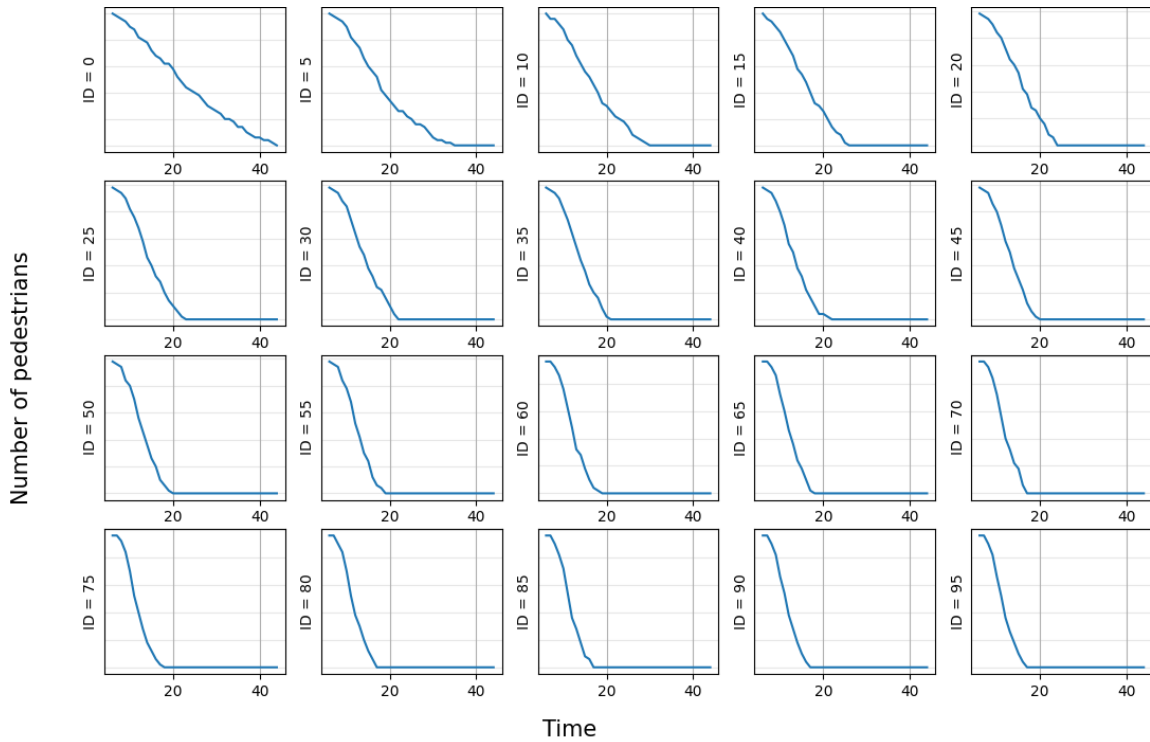 Number of pedestrians
ID = 0
20 40
ID = 5
20 40
ID = 10
20 40
ID = 15
20 40
ID = 20
20 40
ID = 25
20 40
ID = 30
20 40
ID = 35
20 40
ID = 40
20 40
ID = 45
20 40
ID = 50
20 40
ID = 55
20 40
ID = 60
20 40
ID = 65
20 40
ID = 70
20 40
ID = 75
20 40
ID = 80
20 40
ID = 85
20 40
ID = 90
20 40
ID = 95
20 40
Time